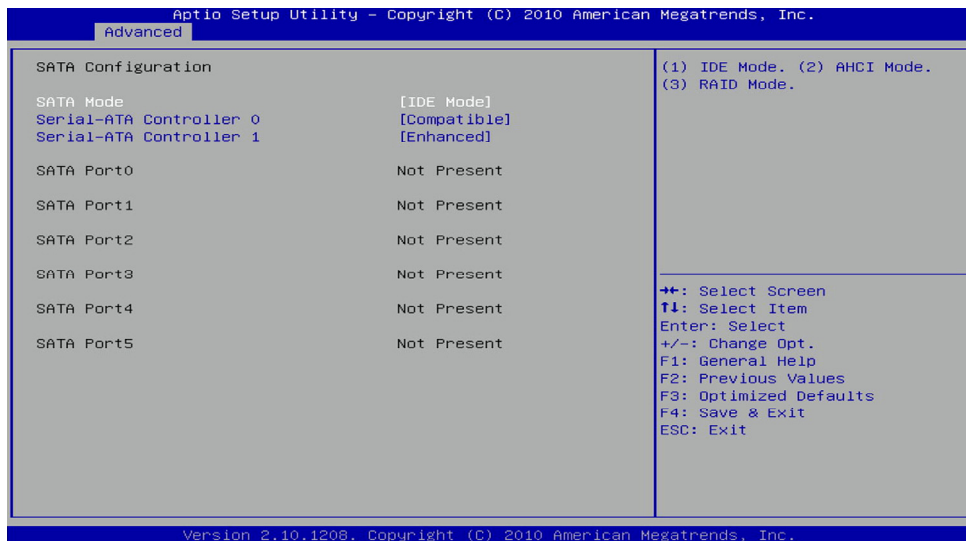 Aptio Setup Utility – Copyright (C) 2010 American Megatrends, Inc.
Advanced
SATA Configuration
SATA Mode [IDE Mode]
Serial-ATA Controller 0 [Compatible]
Serial-ATA Controller 1 [Enhanced]
SATA Port0 Not Present
SATA Port1 Not Present
SATA Port2 Not Present
SATA Port3 Not Present
SATA Port4 Not Present
SATA Port5 Not Present
(1) IDE Mode. (2) AHCI Mode.
(3) RAID Mode.
→←: Select Screen
↑↓: Select Item
Enter: Select
+/-: Change Opt.
F1: General Help
F2: Previous Values
F3: Optimized Defaults
F4: Save & Exit
ESC: Exit
Version 2.10.1208. Copyright (C) 2010 American Megatrends, Inc.